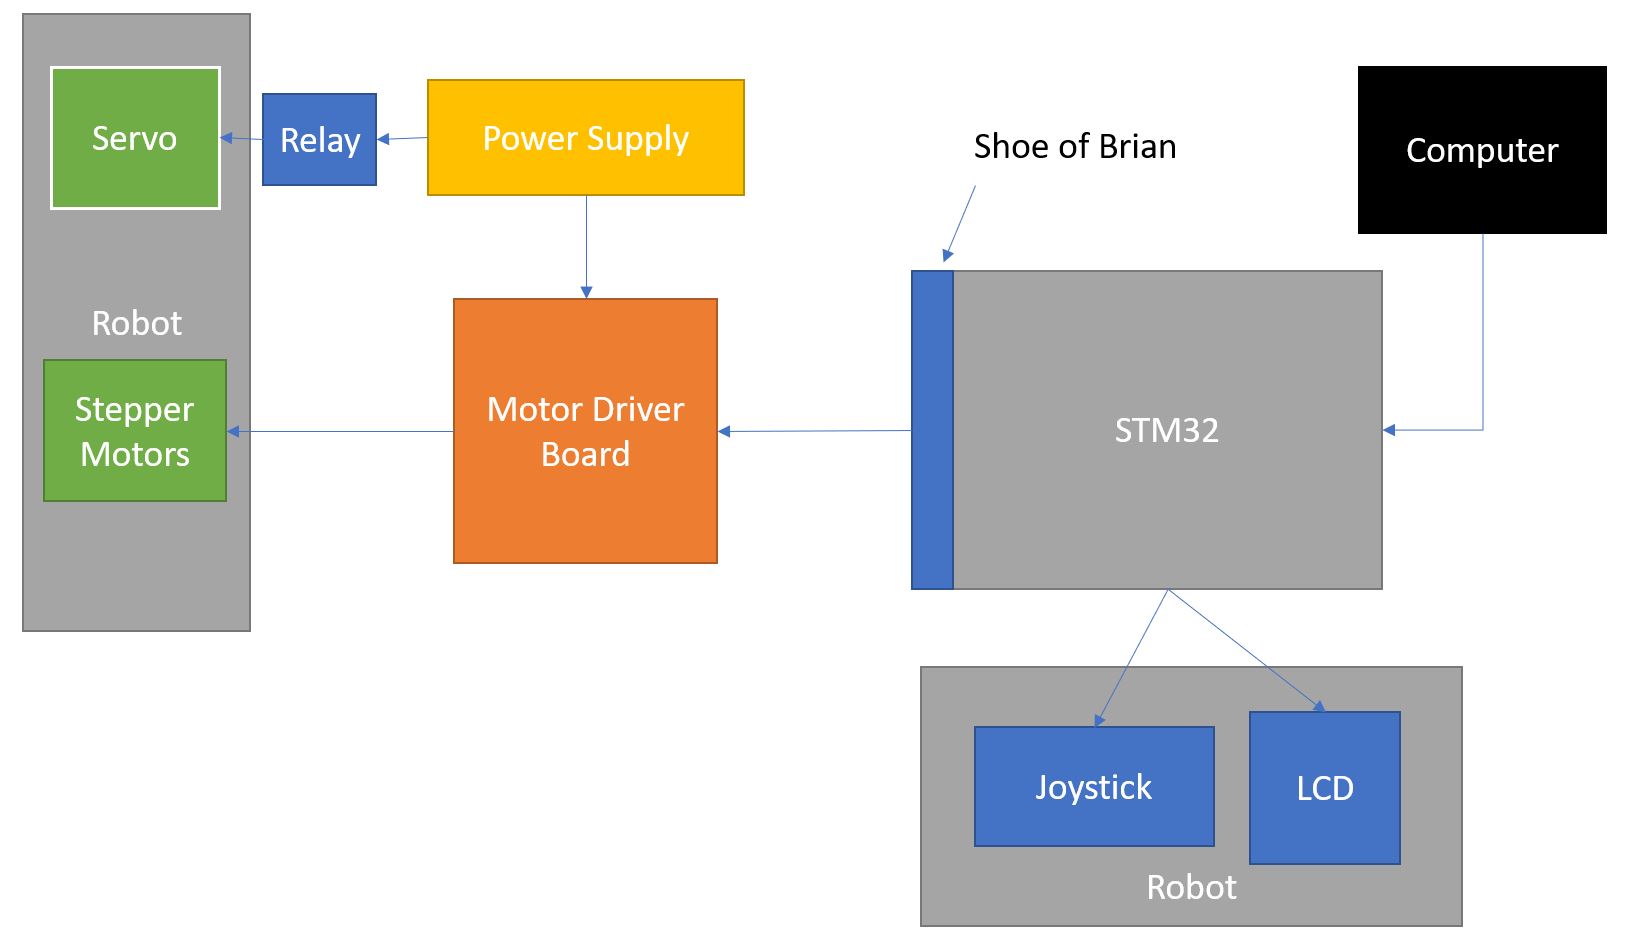 Servo
Relay
Power Supply
Shoe of Brian
Computer
Robot
Stepper
Motors
Motor Driver
Board
STM32
Joystick
LCD
Robot